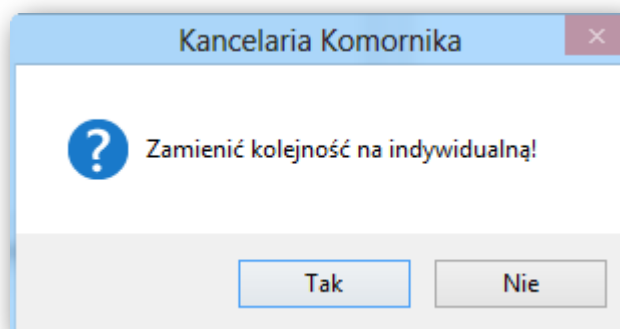 Kancelaria Komornika
Zamienić kolejność na indywidualną!
Tak
Nie